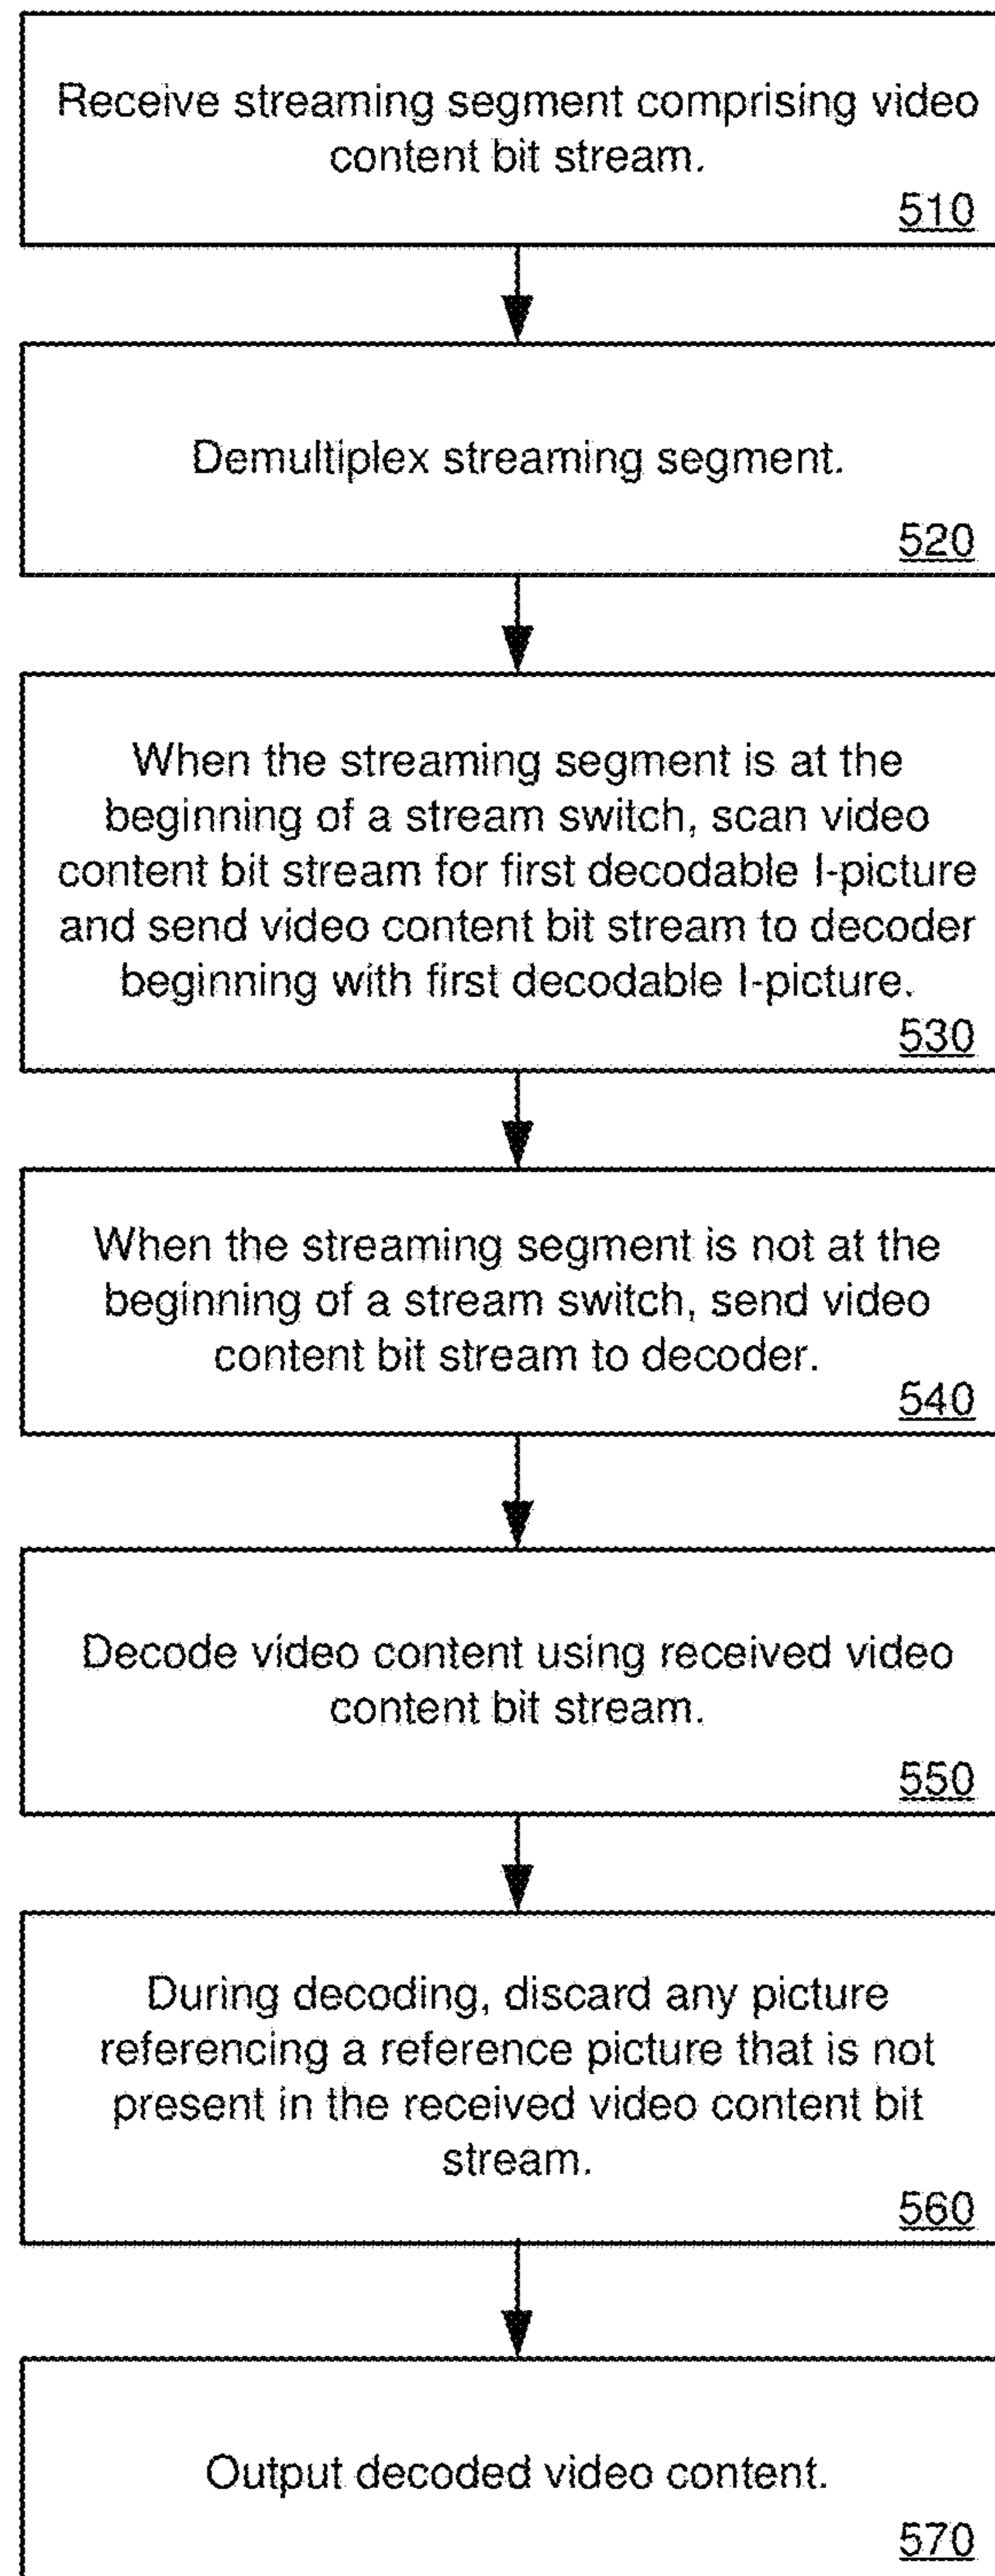 Receive streaming segment comprising video
content bit stream.
510
Demultiplex streaming segment.
520
When the streaming segment is at the
beginning of a stream switch, scan video
content bit stream for first decodable I-picture
and send video content bit stream to decoder
beginning with first decodable I-picture.
530
When the streaming segment is not at the
beginning of a stream switch, send video
content bit stream to decoder.
540
Decode video content using received video
content bit stream.
550
During decoding, discard any picture
referencing a reference picture that is not
present in the received video content bit
stream.
560
Output decoded video content.
570